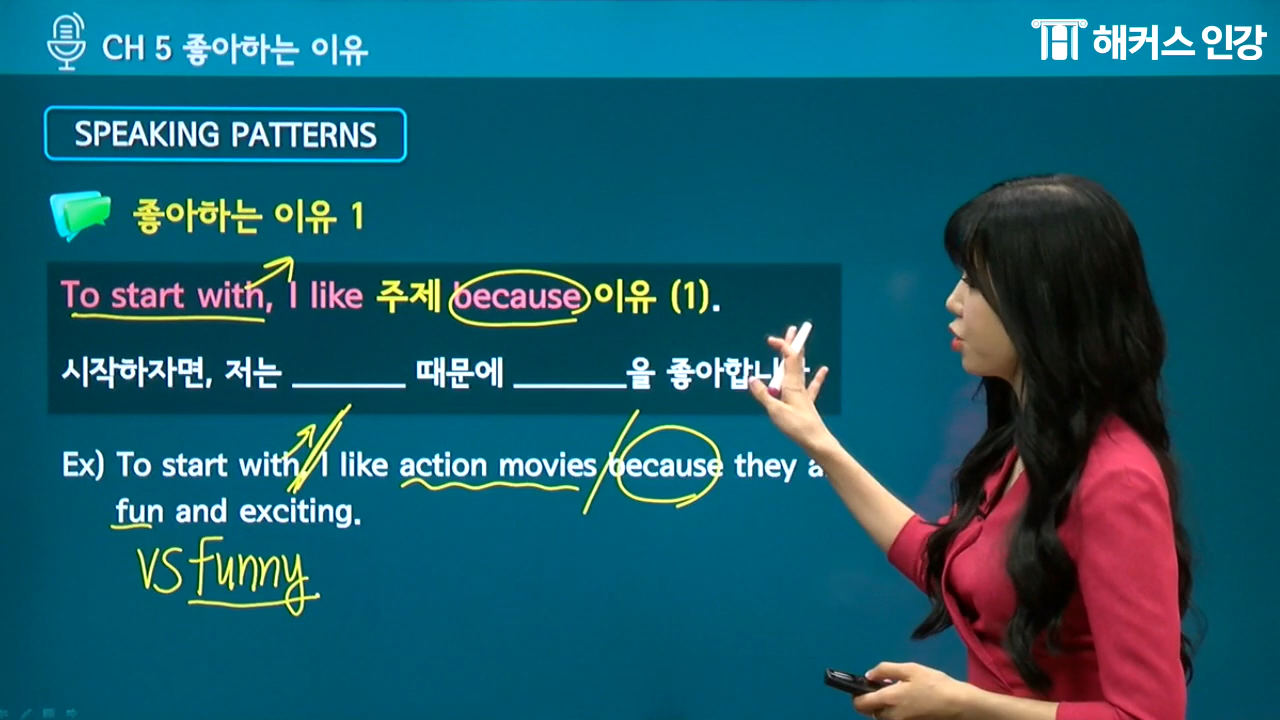 CH 5 좋아하는 이유
해커스 인강
SPEAKING PATTERNS
좋아하는 이유 1
To start with, I like 주제 because 이유 (1).
시작하자면, 저는 ______ 때문에 ______을 좋아합니
Ex) To start with, I like action movies because they
fun and exciting.
VS funny